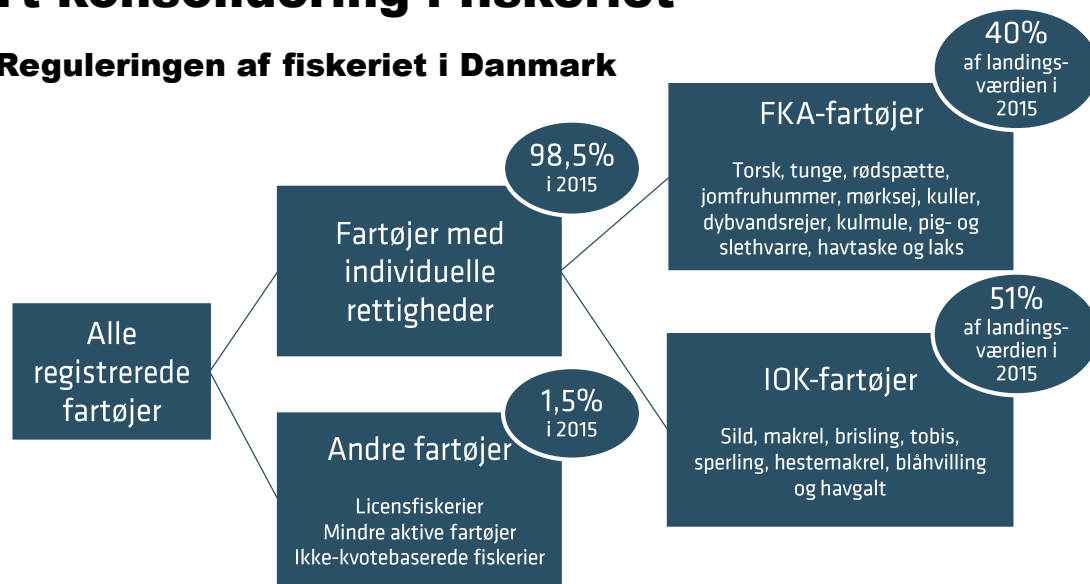 rt konsolidering i fiskeriet
Reguleringen af fiskeriet i Danmark
Alle
registrerede
fartøjer
98,5%
i 2015
Fartøjer med
individuelle
rettigheder
1,5%
i 2015
Andre fartøjer
Licensfiskerier
Mindre aktive fartøjer
Ikke-kvotebaserede fiskerier
40%
af landings-
værdien i
2015
FKA-fartøjer
Torsk, tunge, rødspætte,
jomfruhummer, mørksej, kuller,
dybvandsrejer, kulmule, pig- og
slethvarre, havtaske og laks
51%
af landings-
værdien i
2015
IOK-fartøjer
Sild, makrel, brisling, tobis,
sperling, hestemakrel, blåhvilling
og havgalt